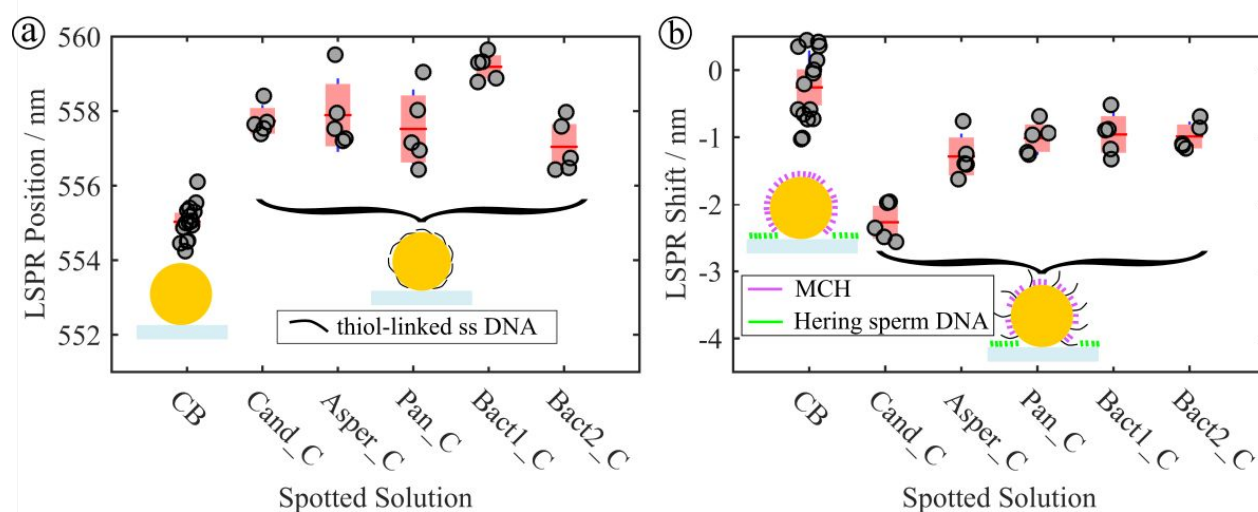 a
LSPR Position / nm
560
558
556
554
552
thiol-linked ss DNA
CB
Cand_C
Asper_C
Pan_C
Bact1_C
Bact2_C
Spotted Solution
b
LSPR Shift / nm
0
-1
-2
-3
-4
MCH
Hering sperm DNA
CB
Cand_C
Asper_C
Pan_C
Bact1_C
Bact2_C
Spotted Solution